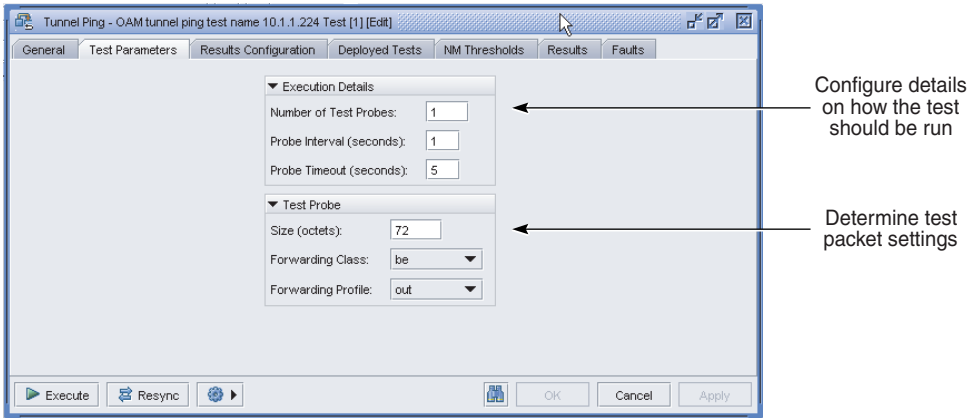 Tunnel Ping - OAM tunnel ping test name 10.1.1.224 Test [1] [Edit]
General
Test Parameters
Results Configuration
Deployed Tests
NM Thresholds
Results
Faults
Execution Details
Number of Test Probes: 1
Probe Interval (seconds): 1
Probe Timeout (seconds): 5
Test Probe
Size (octets): 72
Forwarding Class: be
Forwarding Profile: out
Configure details
on how the test
should be run
Determine test
packet settings
Execute
Resync
OK
Cancel
Apply